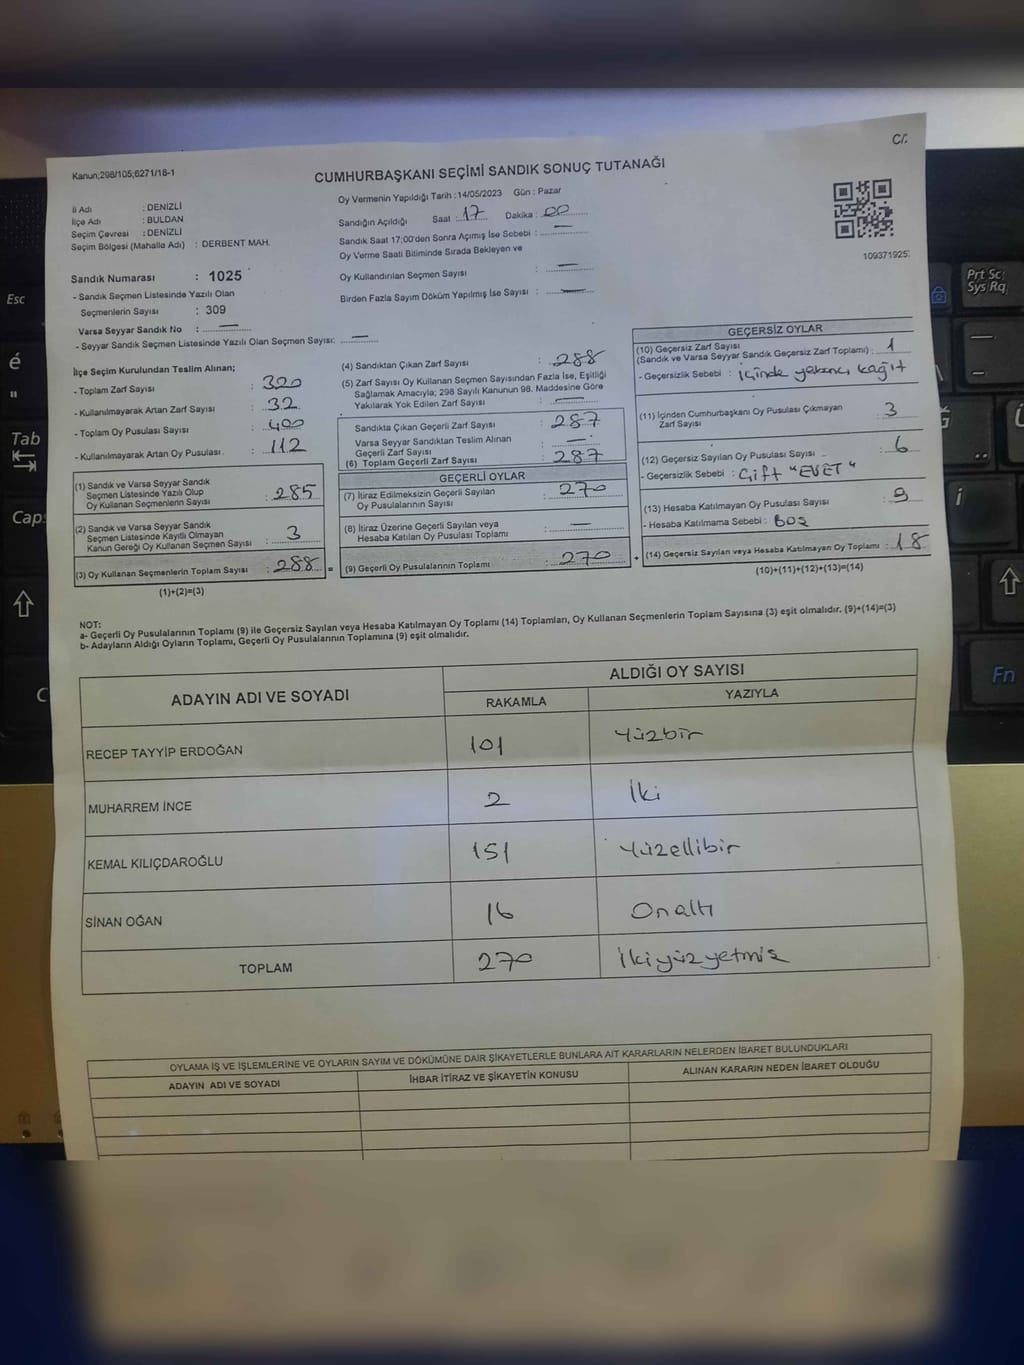 C/.
Kanun;298/105;6271/18-1
CUMHURBAŞKANI SEÇİMİ SANDIK SONUÇ TUTANAĞI
İl Adı : DENİZLİ
İlçe Adı : BULDAN
Seçim Çevresi : DENİZLİ
Seçim Bölgesi (Mahalle Adı) : DERBENT MAH.
Oy Vermenin Yapıldığı Tarih : 14/05/2023 Gün : Pazar
Sandığın Açıldığı Saat : 17 Dakika : 00
Sandık Saat 17;00'den Sonra Açımış İse Sebebi : —
Oy Verme Saati Bitiminde Sırada Bekleyen ve
Oy Kullandırılan Seçmen Sayısı : —
Birden Fazla Sayım Döküm Yapılmış İse Sayısı : —
109371925
Sandık Numarası : 1025
- Sandık Seçmen Listesinde Yazılı Olan
Seçmenlerin Sayısı : 309
Varsa Seyyar Sandık No : —
- Seyyar Sandık Seçmen Listesinde Yazılı Olan Seçmen Sayısı: —
İlçe Seçim Kurulundan Teslim Alınan;
- Toplam Zarf Sayısı : 320
- Kullanılmayarak Artan Zarf Sayısı : 32
- Toplam Oy Pusulası Sayısı : 400
- Kullanılmayarak Artan Oy Pusulası : 112
(1) Sandık ve Varsa Seyyar Sandık
Seçmen Listesinde Yazılı Olup
Oy Kullanan Seçmenlerin Sayısı : 285
(2) Sandık ve Varsa Seyyar Sandık
Seçmen Listesinde Kayıtlı Olmayan
Kanun Gereği Oy Kullanan Seçmen Sayısı : 3
(3) Oy Kullanan Seçmenlerin Toplam Sayısı : 288 =
(1)+(2)=(3)
(4) Sandıktan Çıkan Zarf Sayısı : 288
(5) Zarf Sayısı Oy Kullanan Seçmen Sayısından Fazla İse, Eşitliği
Sağlamak Amacıyla; 298 Sayılı Kanunun 98. Maddesine Göre
Yakılarak Yok Edilen Zarf Sayısı : —
Sandıkta Çıkan Geçerli Zarf Sayısı : 287
Varsa Seyyar Sandıktan Teslim Alınan
Geçerli Zarf Sayısı : —
(6) Toplam Geçerli Zarf Sayısı : 287
GEÇERLİ OYLAR
(7) İtiraz Edilmeksizin Geçerli Sayılan
Oy Pusulasının Sayısı : 270
(8) İtiraz Üzerine Geçerli Sayılan veya
Hesaba Katılan Oy Pusulası Toplamı : —
(9) Geçerli Oy Pusulalarının Toplamı : 270 +
GEÇERSİZ OYLAR
(10) Geçersiz Zarf Sayısı
(Sandık ve Varsa Seyyar Sandık Geçersiz Zarf Toplamı) : 1
- Geçersizlik Sebebi : İçinde yabancı kağıt
(11) İçinden Cumhurbaşkanı Oy Pusulası Çıkmayan
Zarf Sayısı : 3
(12) Geçersiz Sayılan Oy Pusulası Sayısı : 6
- Geçersizlik Sebebi : Çift "EVET"
(13) Hesaba Katılmayan Oy Pusulası Sayısı : 8
- Hesaba Katılmama Sebebi : BOŞ
(14) Geçersiz Sayılan veya Hesaba Katılmayan Oy Toplamı : 18
(10)+(11)+(12)+(13)=(14)
NOT:
a- Geçerli Oy Pusulalarının Toplamı (9) ile Geçersiz Sayılan veya Hesaba Katılmayan Oy Toplamı (14) Toplamları, Oy Kullanan Seçmenlerin Toplam Sayısına (3) eşit olmalıdır. (9)+(14)=(3)
b- Adayların Aldığı Oyların Toplamı, Geçerli Oy Pusulalarının Toplamına (9) eşit olmalıdır.
ADAYIN ADI VE SOYADI ALDIĞI OY SAYISI
RAKAMLA YAZIYLA
RECEP TAYYİP ERDOĞAN 101 Yüzbir
MUHARREM İNCE 2 İki
KEMAL KILIÇDAROĞLU 151 Yüzellibir
SİNAN OĞAN 16 Onaltı
TOPLAM 270 İkiyüzyetmiş
OYLAMA İŞ VE İŞLEMLERİNE VE OYLARIN SAYIM VE DÖKÜMÜNE DAİR ŞİKAYETLERLE BUNLARA AİT KARARLARIN NELERDEN İBARET BULUNDUKLARI
ADAYIN ADI VE SOYADI İHBAR İTİRAZ VE ŞİKAYETİN KONUSU ALINAN KARARIN NEDEN İBARET OLDUĞU
Esc
é
"
Tab
Caps
Prt Sc
Sys Rq
Ğ
Ü
i
Fn